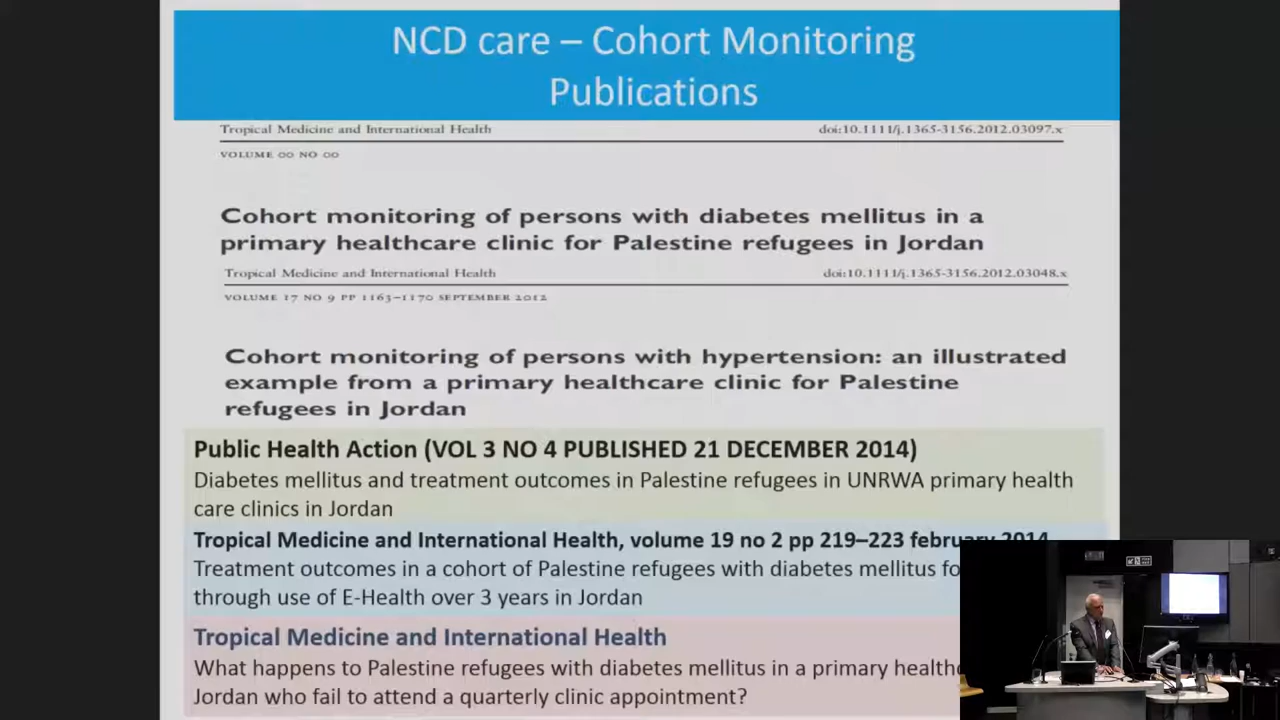 NCD care – Cohort Monitoring
Publications
Tropical Medicine and International Health
doi:10.1111/j.1365-3156.2012.03097.x
VOLUME 00 NO 00
Cohort monitoring of persons with diabetes mellitus in a
primary healthcare clinic for Palestine refugees in Jordan
Tropical Medicine and International Health
doi:10.1111/j.1365-3156.2012.03048.x
VOLUME 17 NO 9 PP 1163–1170 SEPTEMBER 2012
Cohort monitoring of persons with hypertension: an illustrated
example from a primary healthcare clinic for Palestine
refugees in Jordan
Public Health Action (VOL 3 NO 4 PUBLISHED 21 DECEMBER 2014)
Diabetes mellitus and treatment outcomes in Palestine refugees in UNRWA primary health
care clinics in Jordan
Tropical Medicine and International Health, volume 19 no 2 pp 219–223 february 2014
Treatment outcomes in a cohort of Palestine refugees with diabetes mellitus fo
through use of E-Health over 3 years in Jordan
Tropical Medicine and International Health
What happens to Palestine refugees with diabetes mellitus in a primary healthc
Jordan who fail to attend a quarterly clinic appointment?